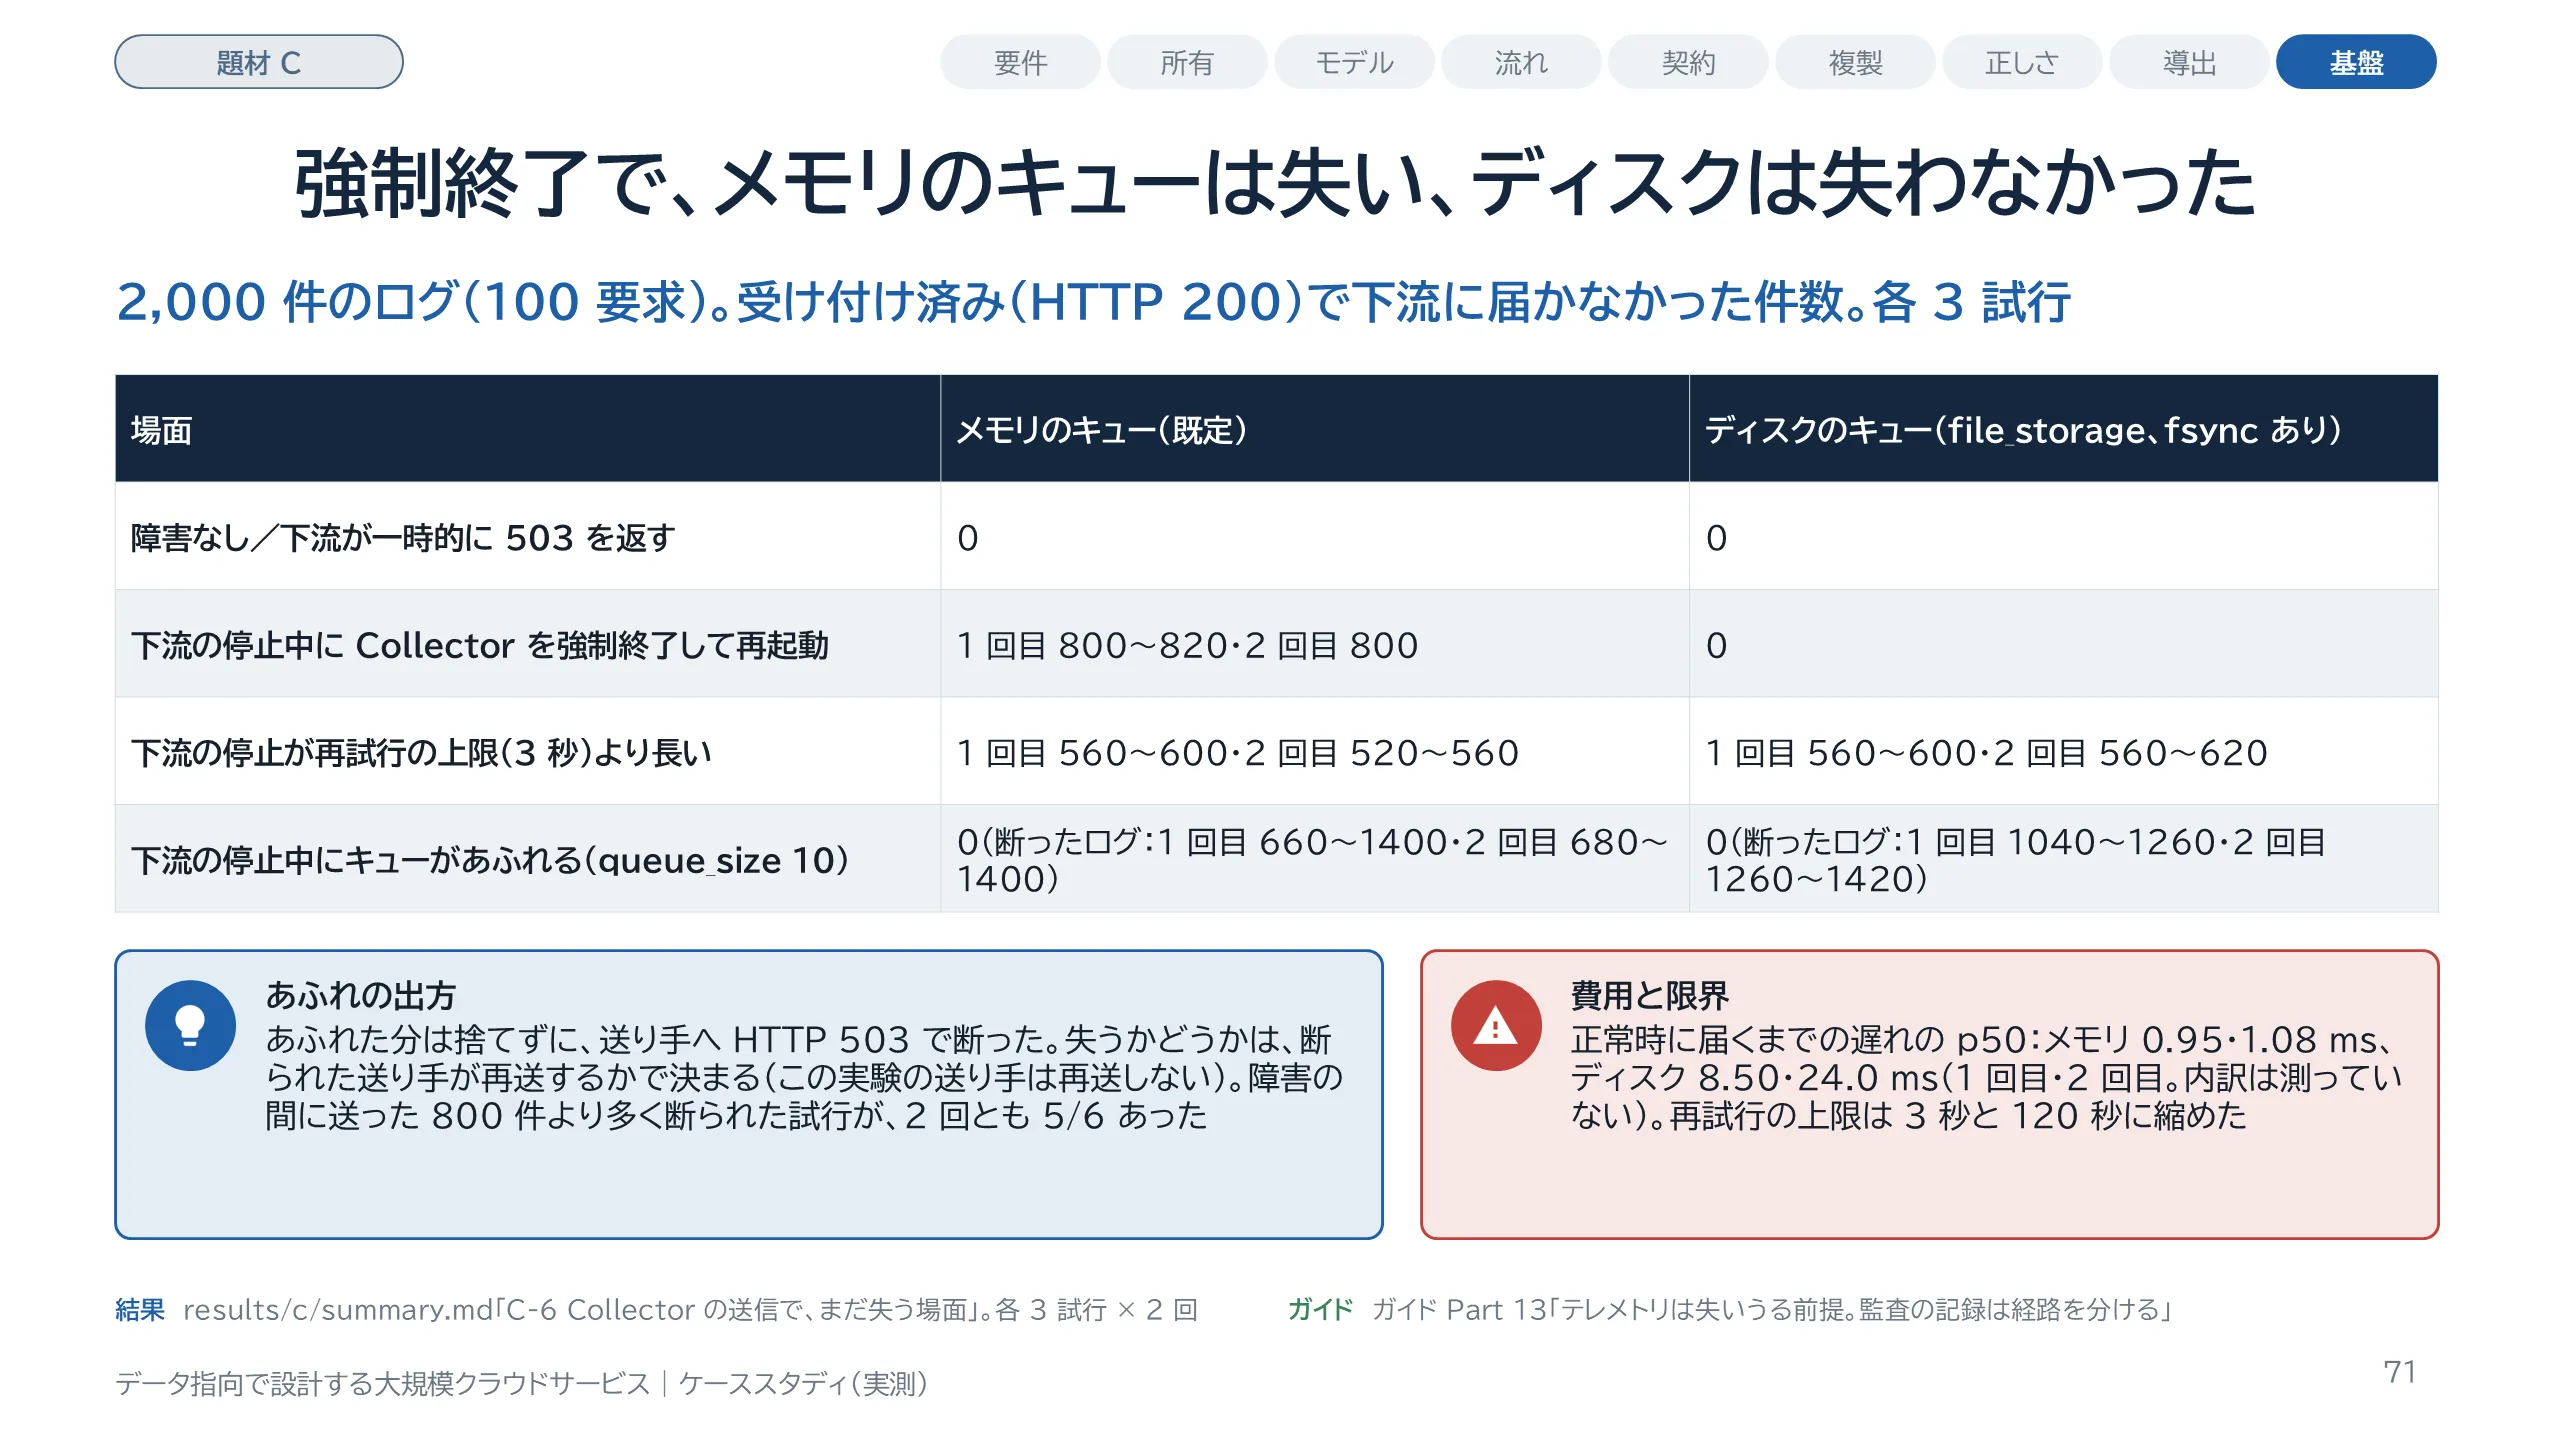 題材 C
要件
所有
モデル
流れ
契約
複製
正しさ
導出
基盤
強制終了で、メモリのキューは失い、ディスクは失わなかった
2,000 件のログ（100 要求）。受け付け済み（HTTP 200）で下流に届かなかった件数。各 3 試行
場面
メモリのキュー（既定）
ディスクのキュー（file_storage、fsync あり）
障害なし／下流が一時的に 503 を返す
0
0
下流の停止中に Collector を強制終了して再起動
1 回目 800～820・2 回目 800
0
下流の停止が再試行の上限（3 秒）より長い
1 回目 560～600・2 回目 520～560
1 回目 560～600・2 回目 560～620
下流の停止中にキューがあふれる（queue_size 10）
0（断ったログ：1 回目 660～1400・2 回目 680～
1400）
0（断ったログ：1 回目 1040～1260・2 回目
1260～1420）
あふれの出方
あふれた分は捨てずに、送り手へ HTTP 503 で断った。失うかどうかは、断
られた送り手が再送するかで決まる（この実験の送り手は再送しない）。障害の
間に送った 800 件より多く断られた試行が、2 回とも 5/6 あった
費用と限界
正常時に届くまでの遅れの p50：メモリ 0.95・1.08 ms、
ディスク 8.50・24.0 ms（1 回目・2 回目。内訳は測ってい
ない）。再試行の上限は 3 秒と 120 秒に縮めた
結果 results/c/summary.md「C-6 Collector の送信で、まだ失う場面」。各 3 試行 × 2 回
ガイド ガイド Part 13「テレメトリは失いうる前提。監査の記録は経路を分ける」
データ指向で設計する大規模クラウドサービス｜ケーススタディ（実測）
71